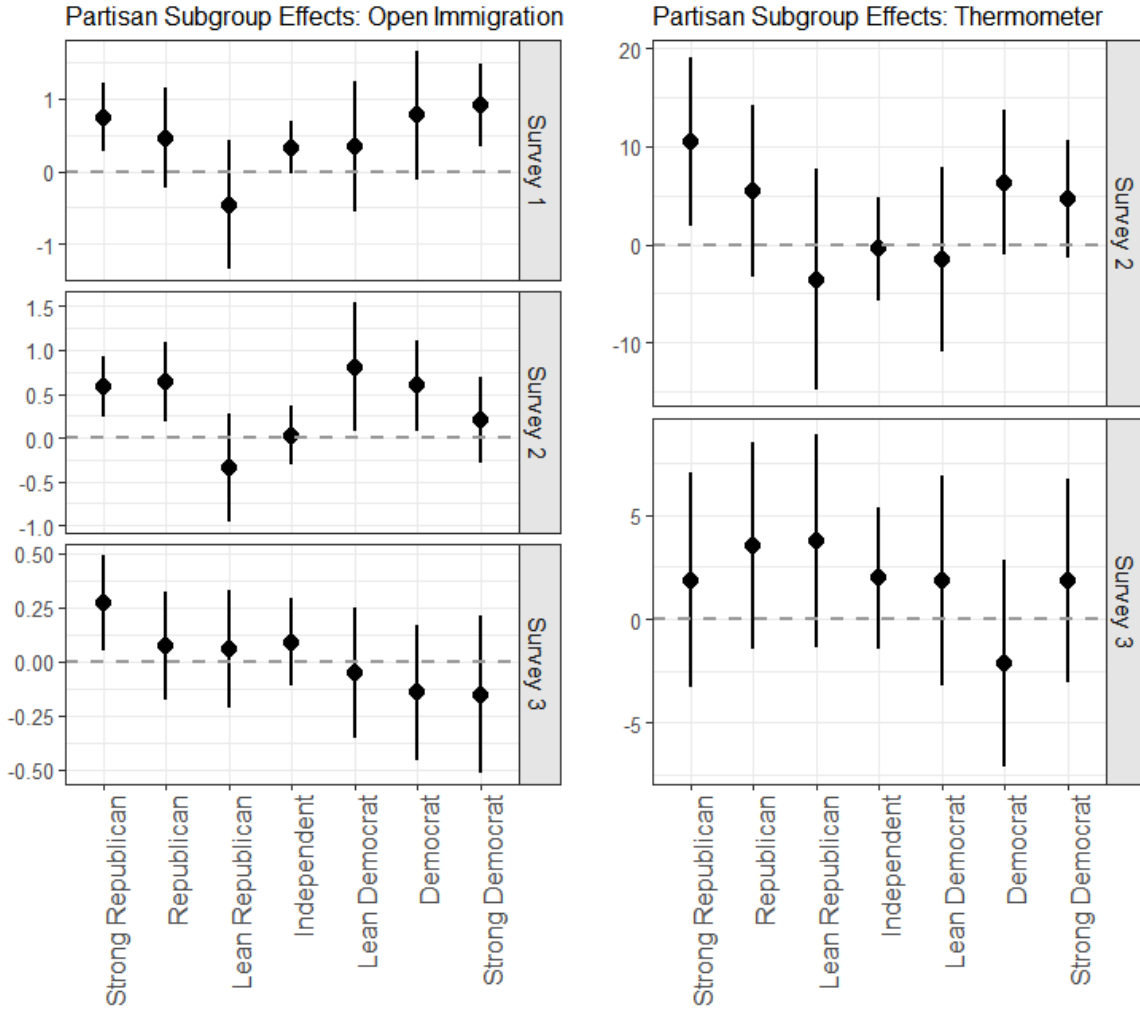 Partisan Subgroup Effects: Open Immigration
1
0
-1
Survey 1
1.5
1.0
0.5
0.0
-0.5
-1.0
Survey 2
0.50
0.25
0.00
-0.25
-0.50
Survey 3
Strong Republican
Republican
Lean Republican
Independent
Lean Democrat
Democrat
Strong Democrat
Partisan Subgroup Effects: Thermometer
20
10
0
-10
Survey 2
5
0
-5
Survey 3
Strong Republican
Republican
Lean Republican
Independent
Lean Democrat
Democrat
Strong Democrat